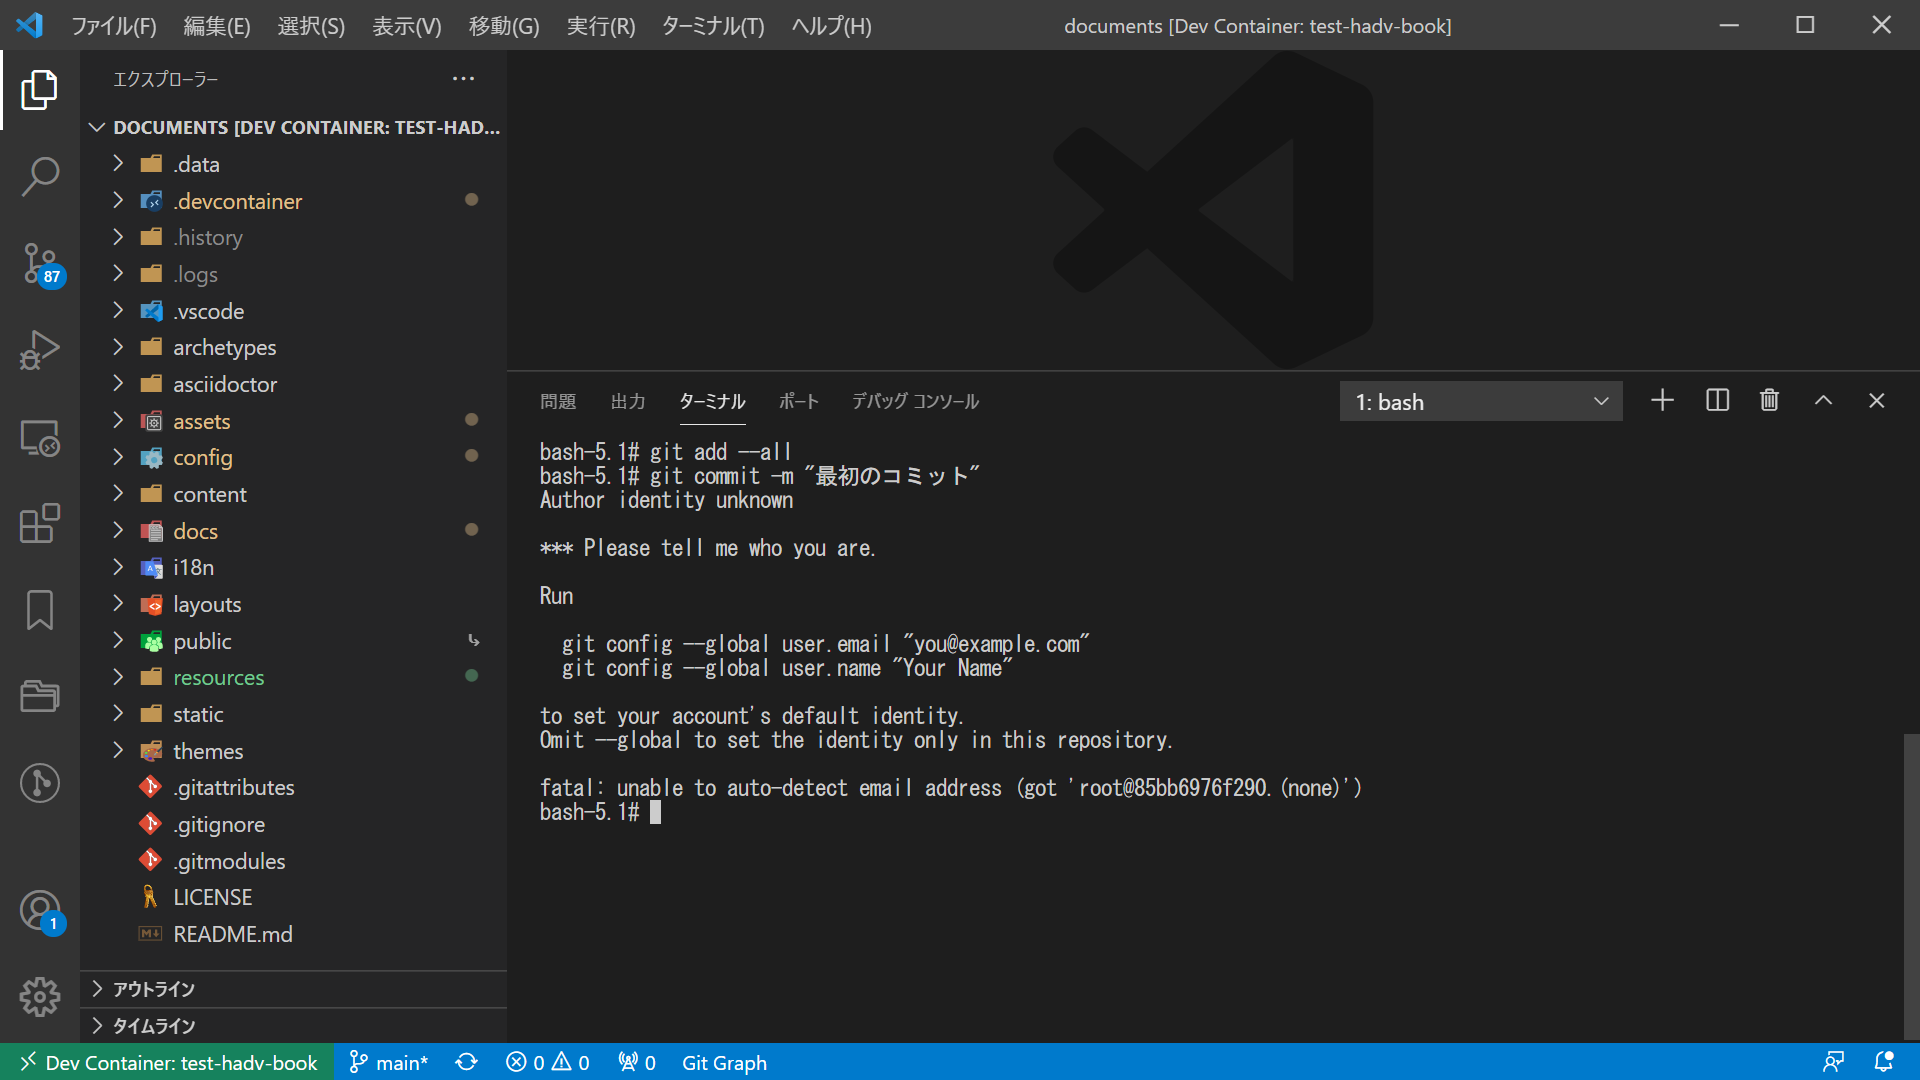 ファイル(F) 編集(E) 選択(S) 表示(V) 移動(G) 実行(R) ターミナル(T) ヘルプ(H) documents [Dev Container: test-hadv-book]
エクスプローラー
DOCUMENTS [DEV CONTAINER: TEST-HAD...
.data
.devcontainer
.history
.logs
.vscode
archetypes
asciidoctor
assets
config
content
docs
i18n
layouts
public
resources
static
themes
.gitattributes
.gitignore
.gitmodules
LICENSE
README.md
アウトライン
タイムライン
87
1
問題 出力 ターミナル ポート デバッグ コンソール 1: bash
bash-5.1# git add --all
bash-5.1# git commit -m "最初のコミット"
Author identity unknown
*** Please tell me who you are.
Run
git config --global user.email "you@example.com"
git config --global user.name "Your Name"
to set your account's default identity.
Omit --global to set the identity only in this repository.
fatal: unable to auto-detect email address (got 'root@85bb6976f290.(none)')
bash-5.1#
Dev Container: test-hadv-book main* 0 0 0 Git Graph